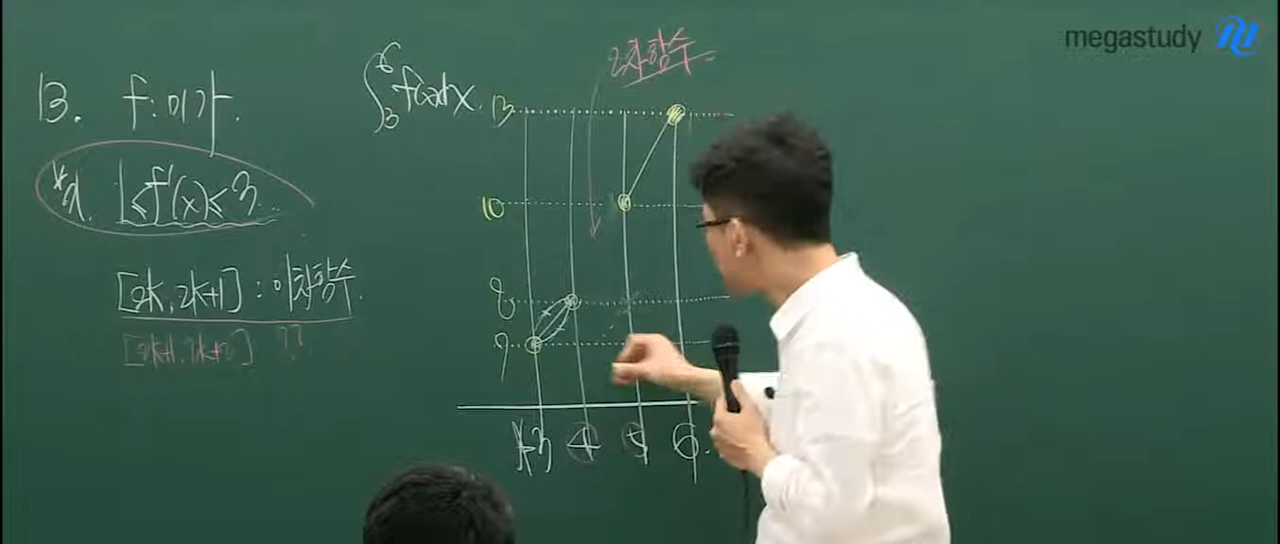 megastudy
13. f : 미가.
* 켤. 1≤f'(x)≤3.
[2k, 2k+1] : 이차함수.
[2k+1, 2k+2] ??
∫₃⁶ f(x)dx.
2차함수.
13
10
8
7
x=3 4 5 6.